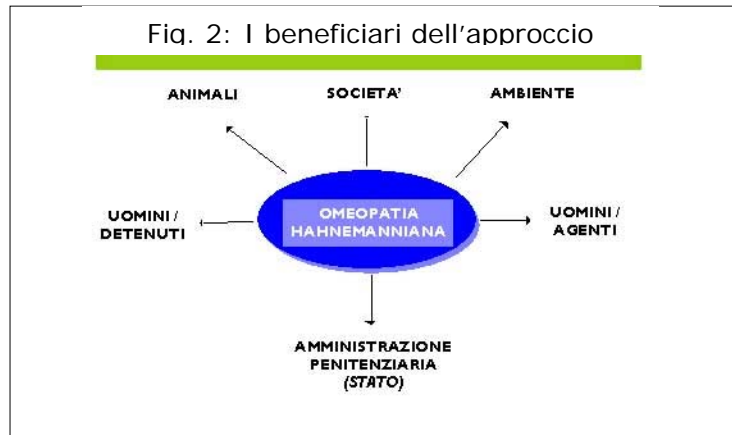 Fig. 2: I beneficiari dell'approccio
ANIMALI
SOCIETA'
AMBIENTE
UOMINI /
DETENUTI
OMEOPATIA
HAHNEMANNIANA
UOMINI /
AGENTI
AMMINISTRAZIONE
PENITENZIARIA
(STATO)